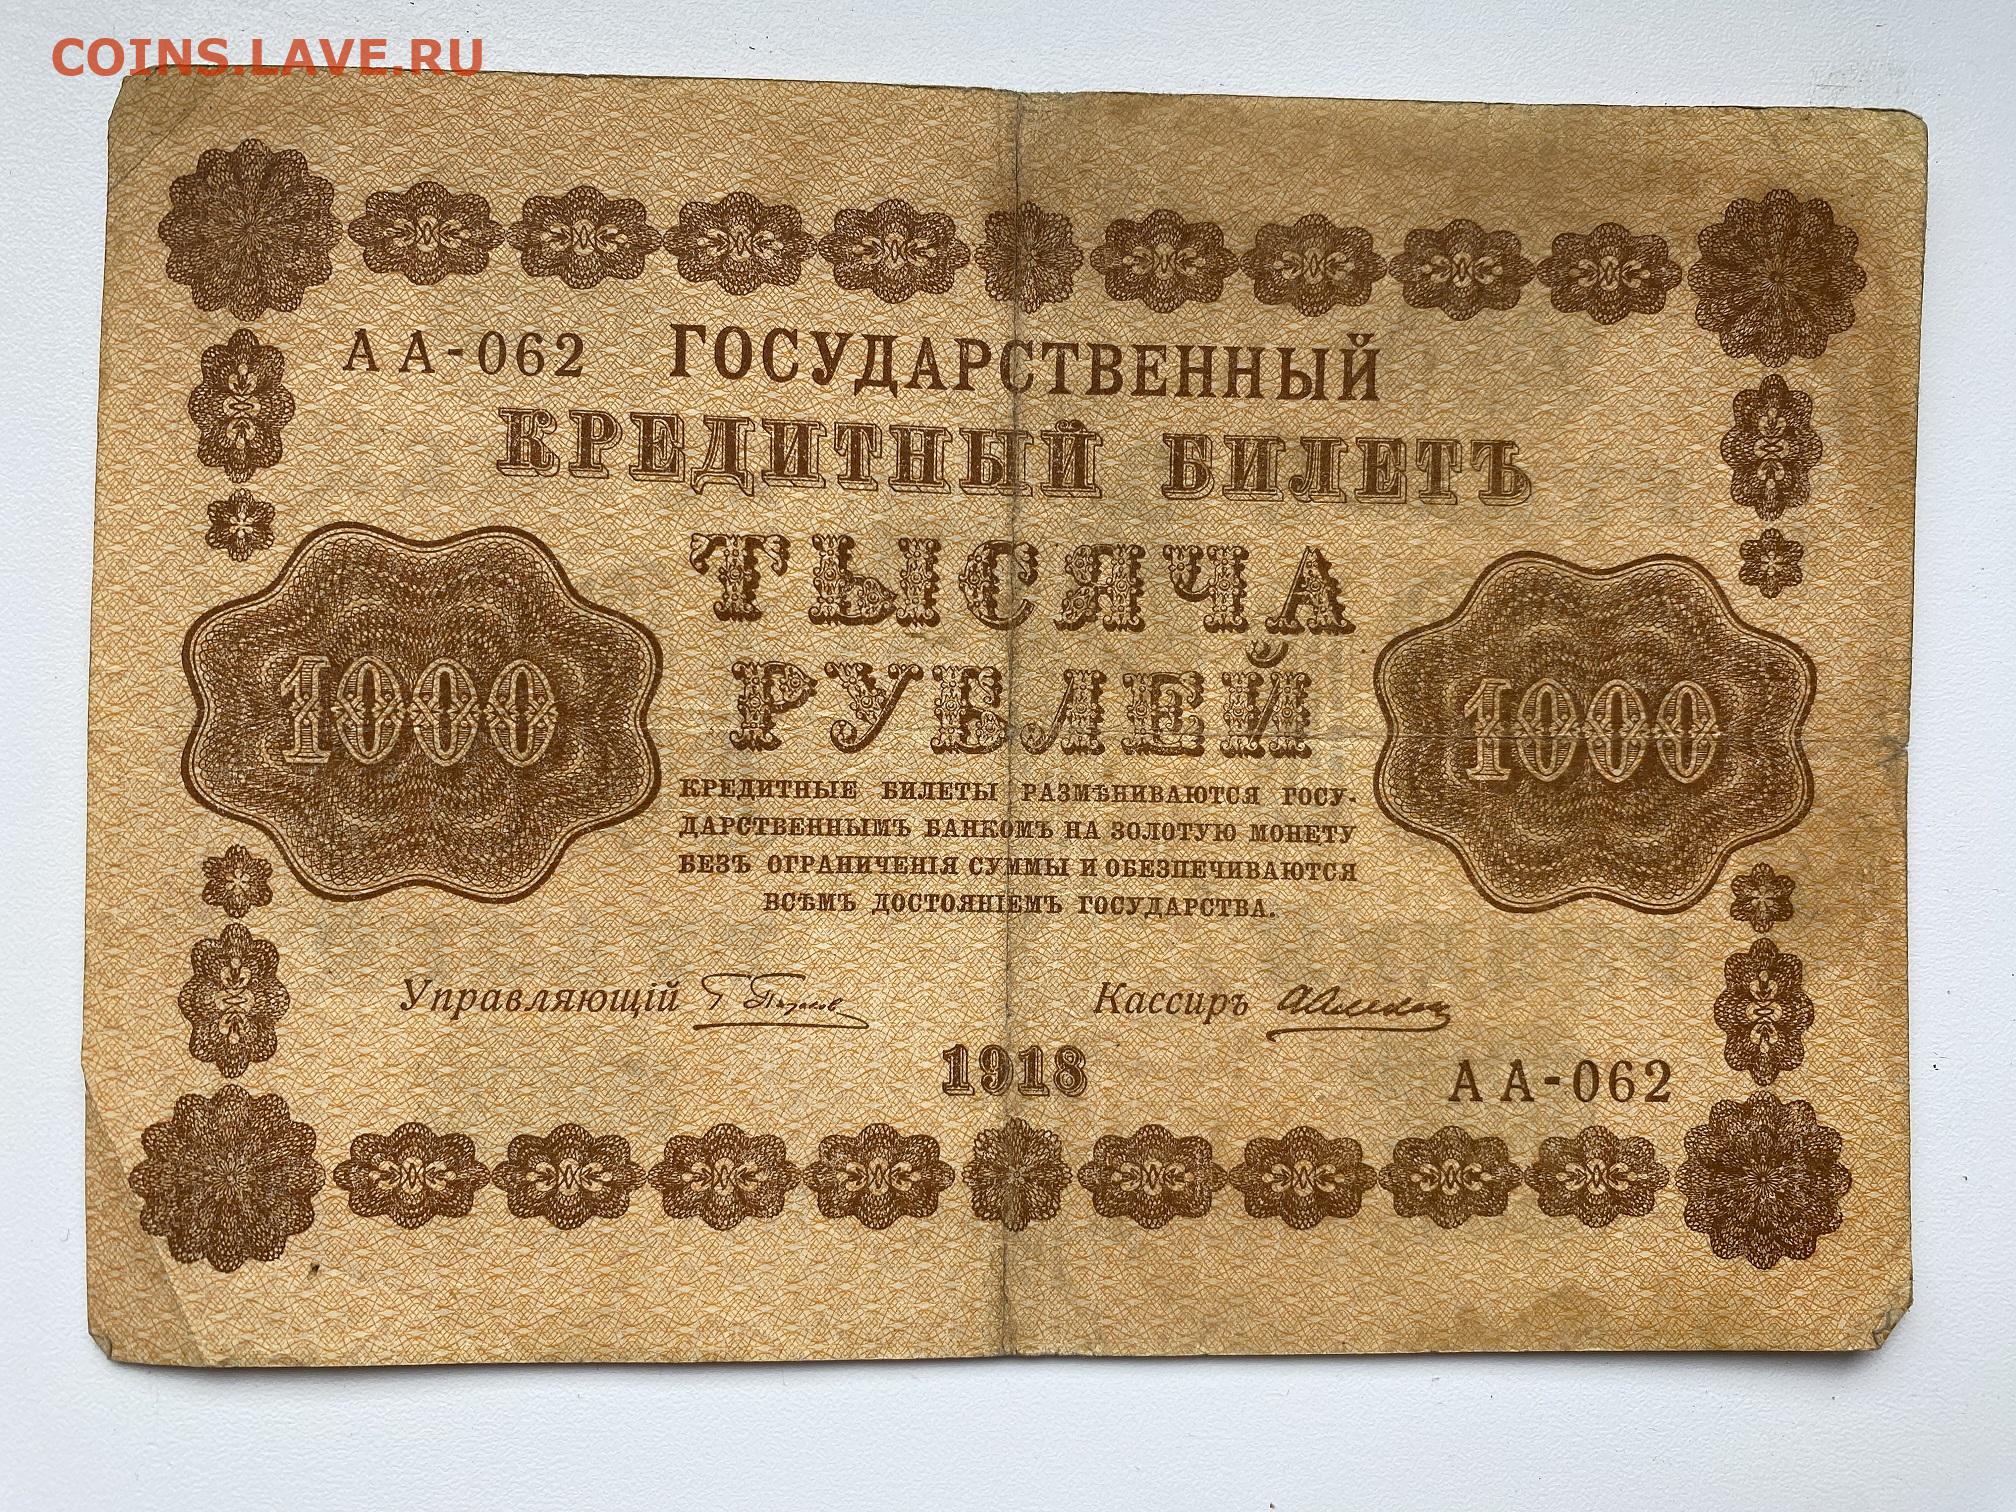 COINS.LAVE.RU
АА-062 ГОСУДАРСТВЕННЫЙ
КРЕДИТНЫЙ БИЛЕТЪ
ТЫСЯЧА
РУБЛЕЙ
1000
1000
КРЕДИТНЫЕ БИЛЕТЫ РАЗМѢНИВАЮТСЯ ГОСУ-
ДАРСТВЕННЫМЪ БАНКОМЪ НА ЗОЛОТУЮ МОНЕТУ
БЕЗЪ ОГРАНИЧЕНІЯ СУММЫ И ОБЕЗПЕЧИВАЮТСЯ
ВСѢМЪ ДОСТОЯНІЕМЪ ГОСУДАРСТВА.
Управляющій Кассиръ
1918
АА-062